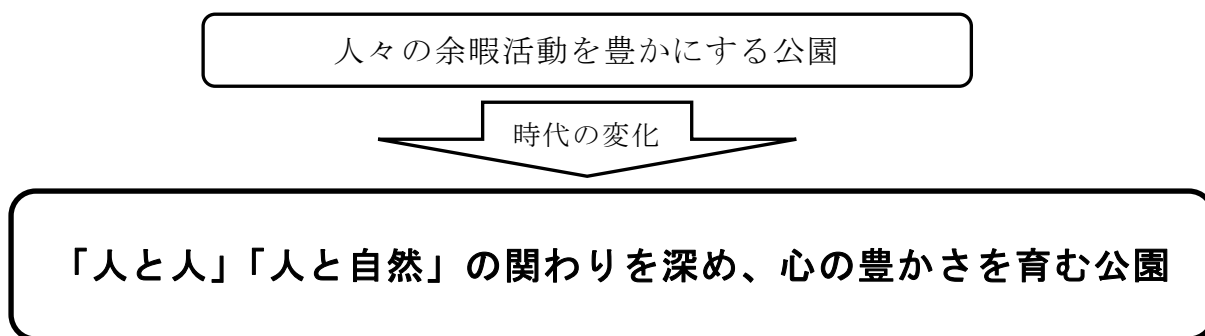 人々の余暇活動を豊かにする公園
時代の変化
「人と人」「人と自然」の関わりを深め、心の豊かさを育む公園